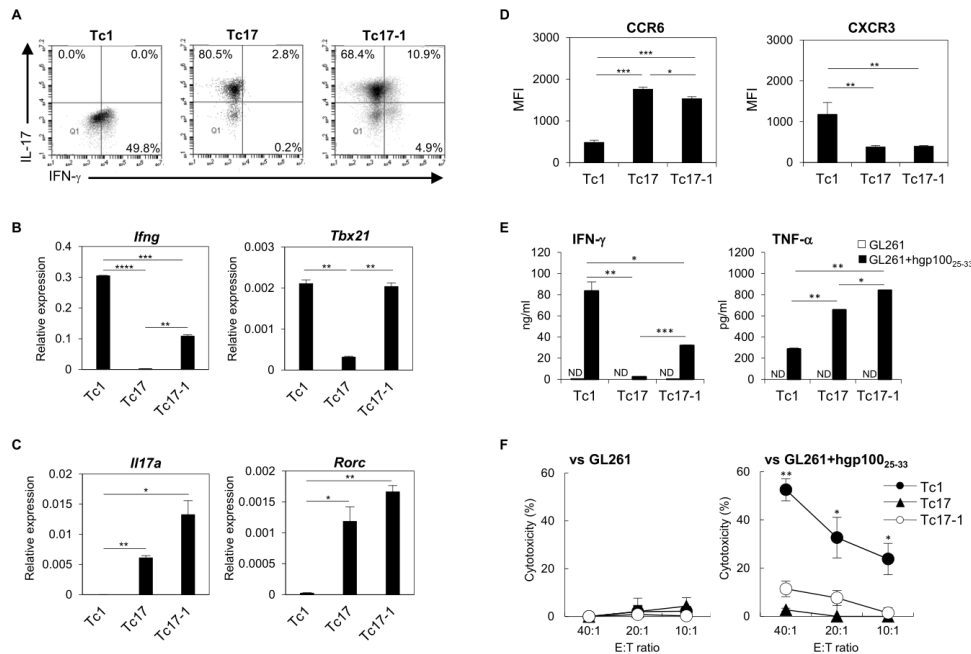 A
Tc1
Tc17
Tc17-1
0.0% 0.0%
80.5% 2.8%
68.4% 10.9%
Q1
Q1
Q1
49.8%
0.2%
4.9%
IL-17
IFN-γ
D
CCR6
CXCR3
MFI
3000
2000
1000
0
***
***
*
Tc1 Tc17 Tc17-1
MFI
3000
2000
1000
0
**
**
Tc1 Tc17 Tc17-1
B
Ifng
Tbx21
Relative expression
0.4
0.3
0.2
0.1
0
***
****
**
Tc1 Tc17 Tc17-1
Relative expression
0.003
0.002
0.001
0
** **
Tc1 Tc17 Tc17-1
E
IFN-γ
TNF-α
GL261
GL261+hgp100₂₅₋₃₃
ng/ml
120
100
80
60
40
20
0
*
**
***
ND ND ND
Tc1 Tc17 Tc17-1
pg/ml
1200
1000
800
600
400
200
0
**
*
**
ND ND ND
Tc1 Tc17 Tc17-1
C
Il17a
Rorc
Relative expression
0.02
0.015
0.01
0.005
0
*
**
Tc1 Tc17 Tc17-1
Relative expression
0.002
0.0015
0.001
0.0005
0
**
*
Tc1 Tc17 Tc17-1
F
vs GL261
vs GL261+hgp100₂₅₋₃₃
Tc1
Tc17
Tc17-1
Cytotoxicity (%)
60
40
20
0
40:1 20:1 10:1
E:T ratio
Cytotoxicity (%)
60
40
20
0
**
*
*
40:1 20:1 10:1
E:T ratio